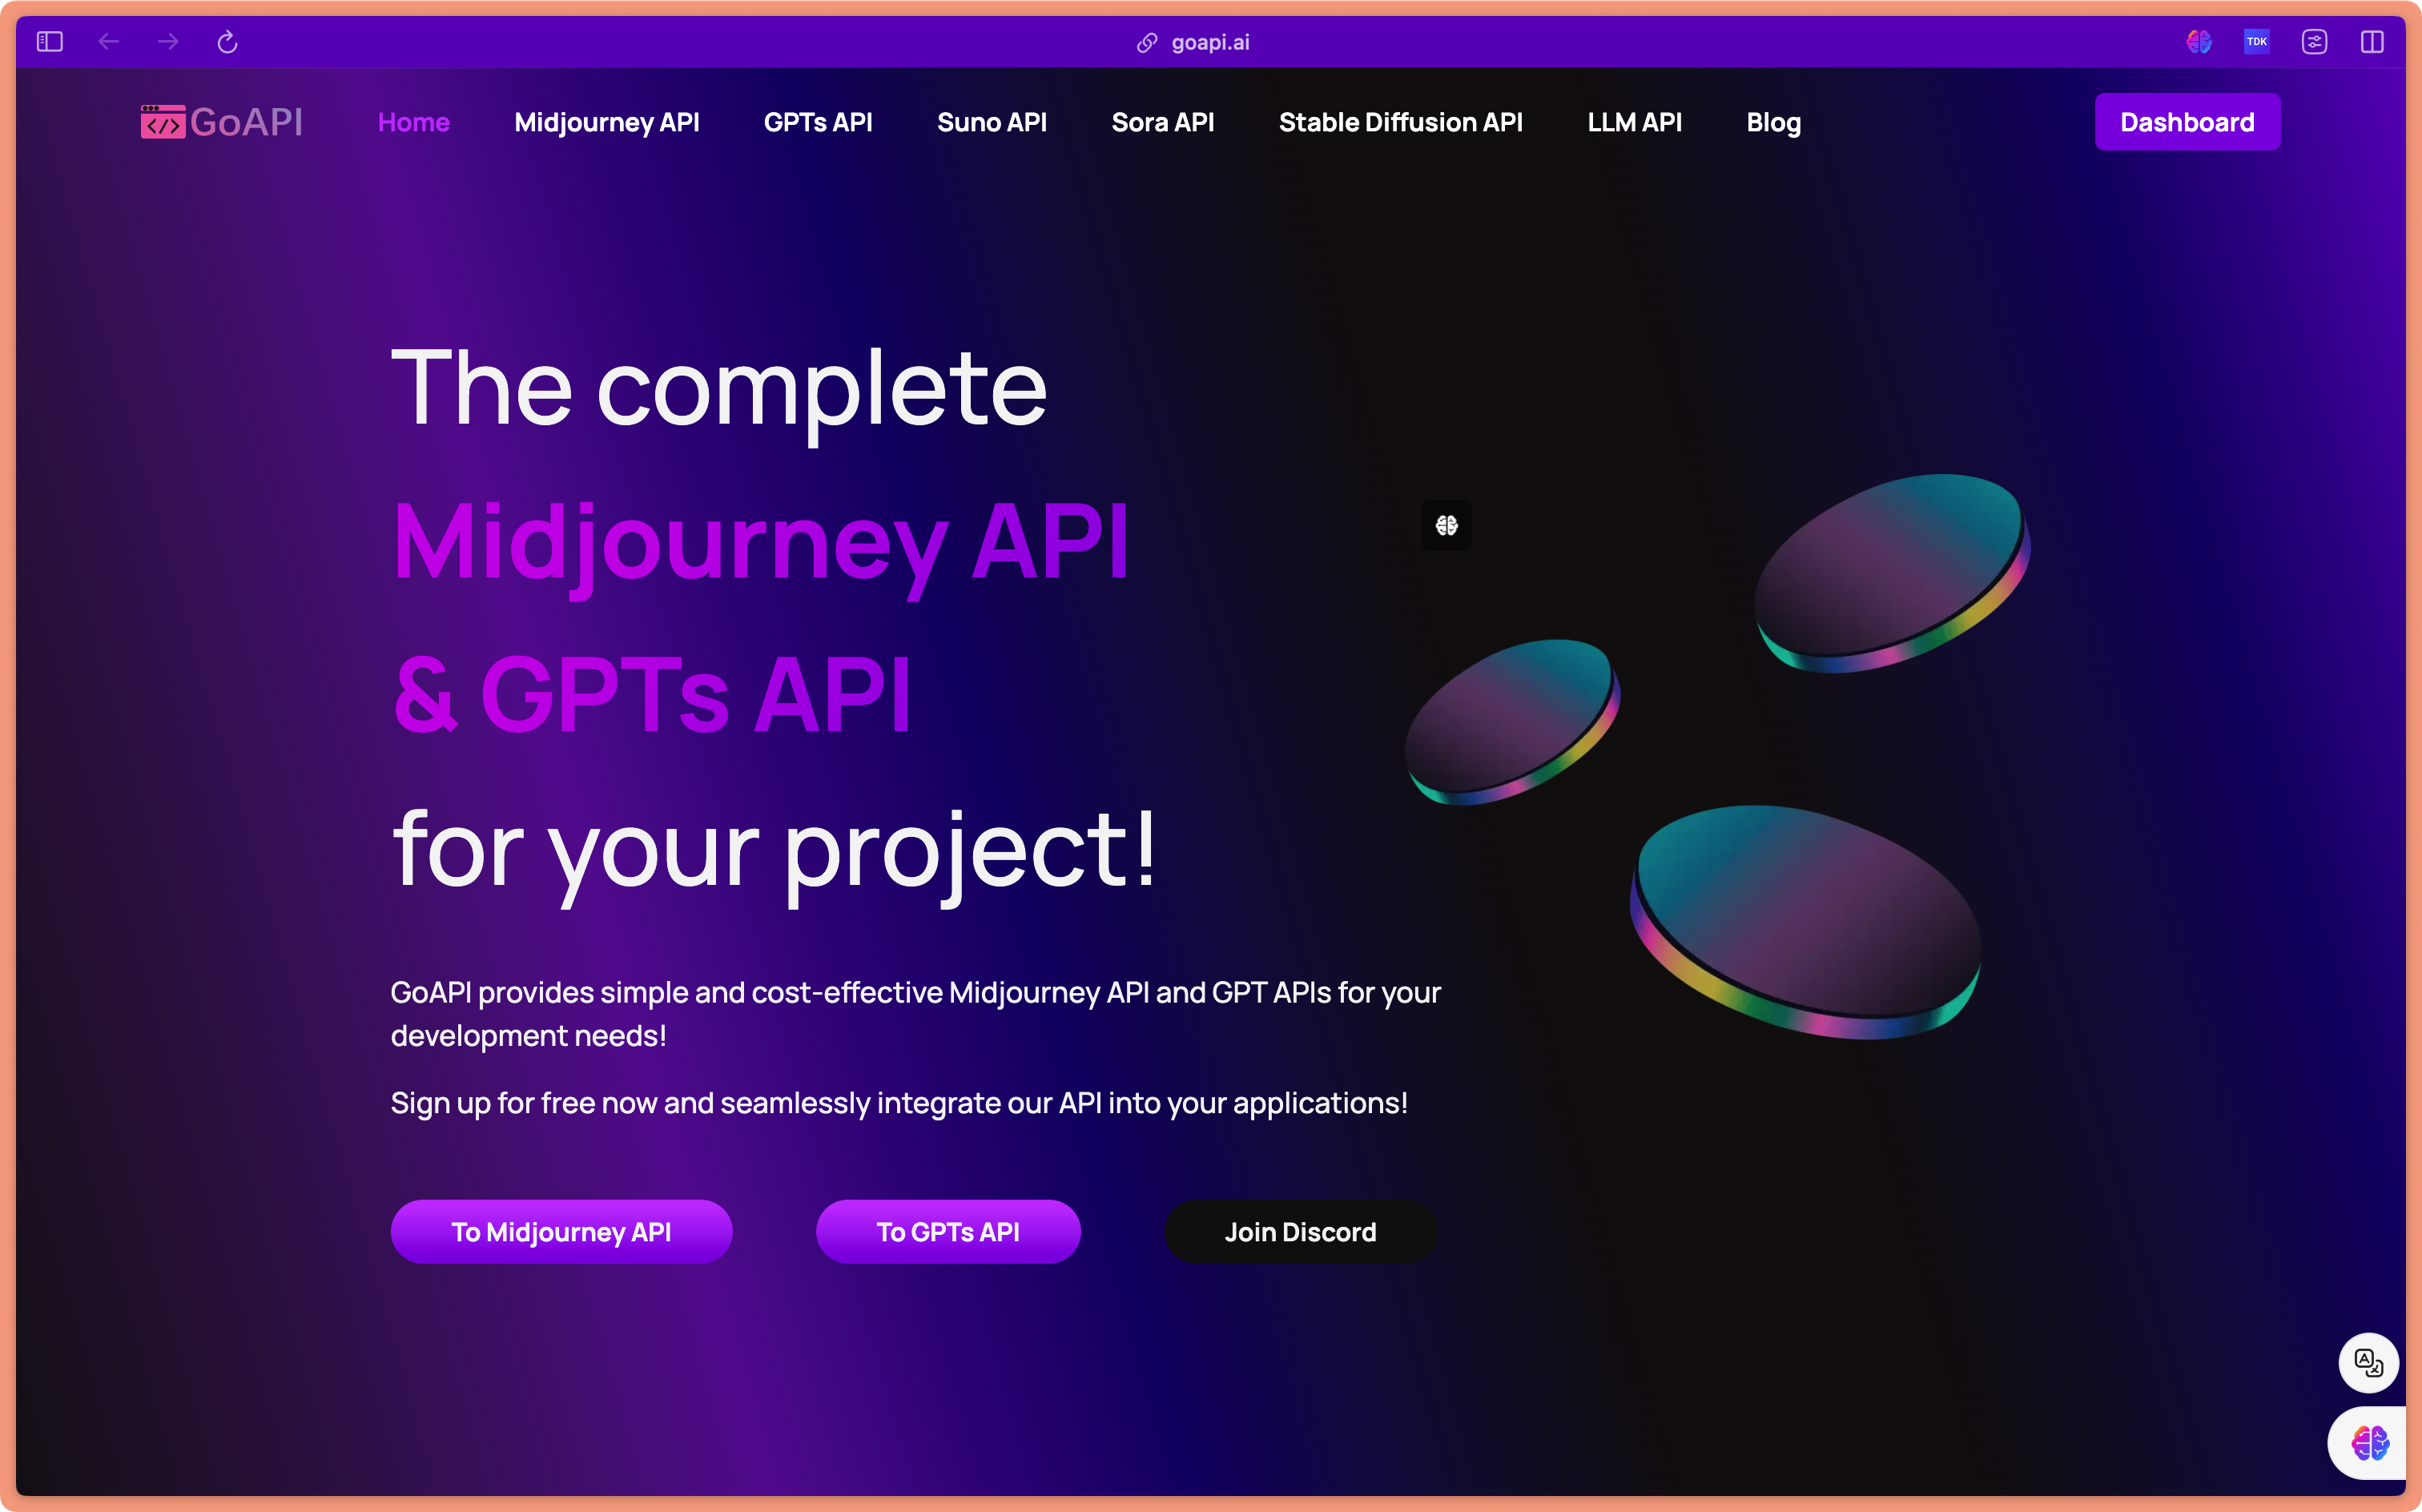 goapi.ai
TDK
</> GoAPI
Home
Midjourney API
GPTs API
Suno API
Sora API
Stable Diffusion API
LLM API
Blog
Dashboard
The complete
Midjourney API
& GPTs API
for your project!
GoAPI provides simple and cost-effective Midjourney API and GPT APIs for your
development needs!
Sign up for free now and seamlessly integrate our API into your applications!
To Midjourney API
To GPTs API
Join Discord
A